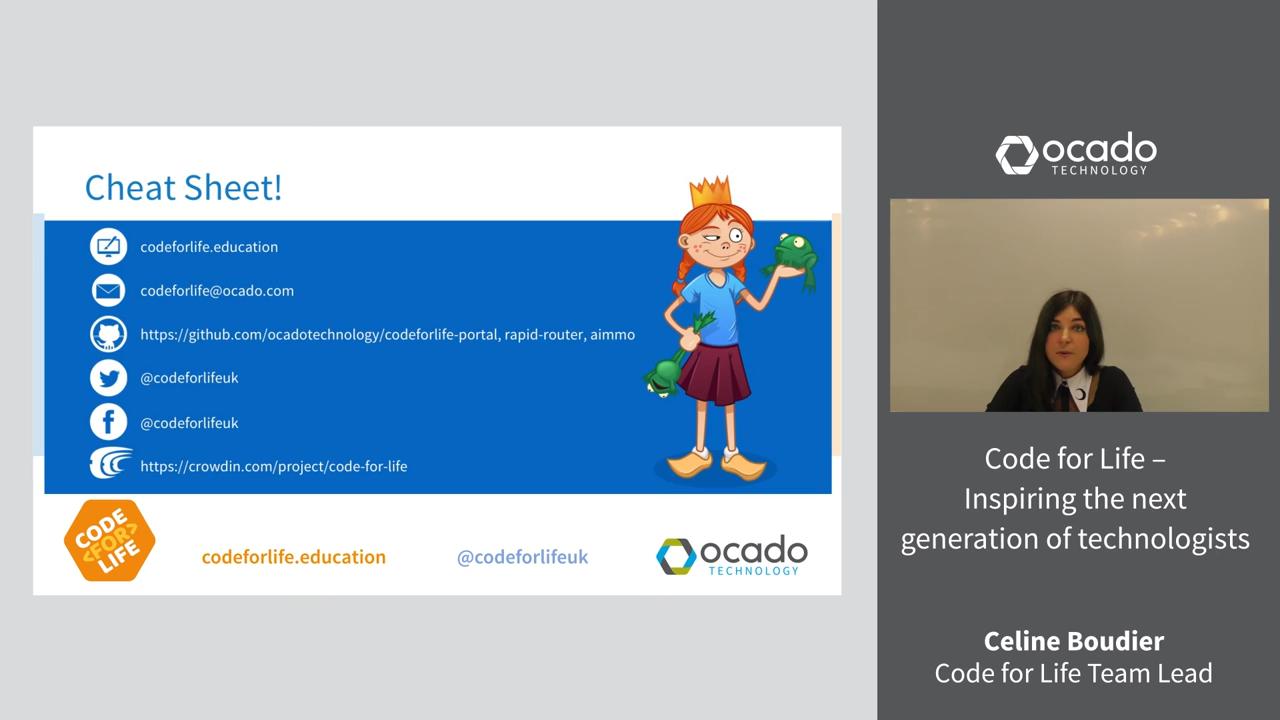 Cheat Sheet!
codeforlife.education
codeforlife@ocado.com
https://github.com/ocadotechnology/codeforlife-portal, rapid-router, aimmo
@codeforlifeuk
@codeforlifeuk
https://crowdin.com/project/code-for-life
CODE
<FOR>
LIFE
codeforlife.education
@codeforlifeuk
ocado
TECHNOLOGY
ocado
TECHNOLOGY
Code for Life –
Inspiring the next
generation of technologists
Celine Boudier
Code for Life Team Lead